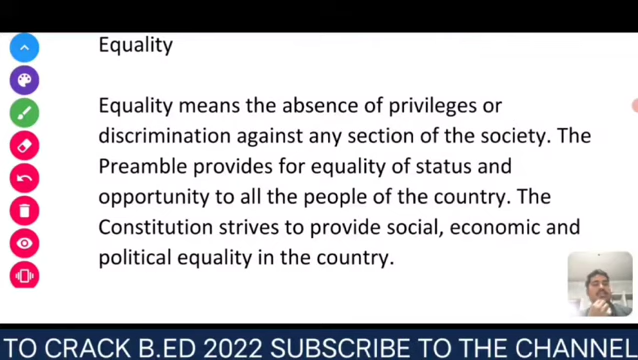 Equality
Equality means the absence of privileges or
discrimination against any section of the society. The
Preamble provides for equality of status and
opportunity to all the people of the country. The
Constitution strives to provide social, economic and
political equality in the country.
TO CRACK B.ED 2022 SUBSCRIBE TO THE CHANNEL